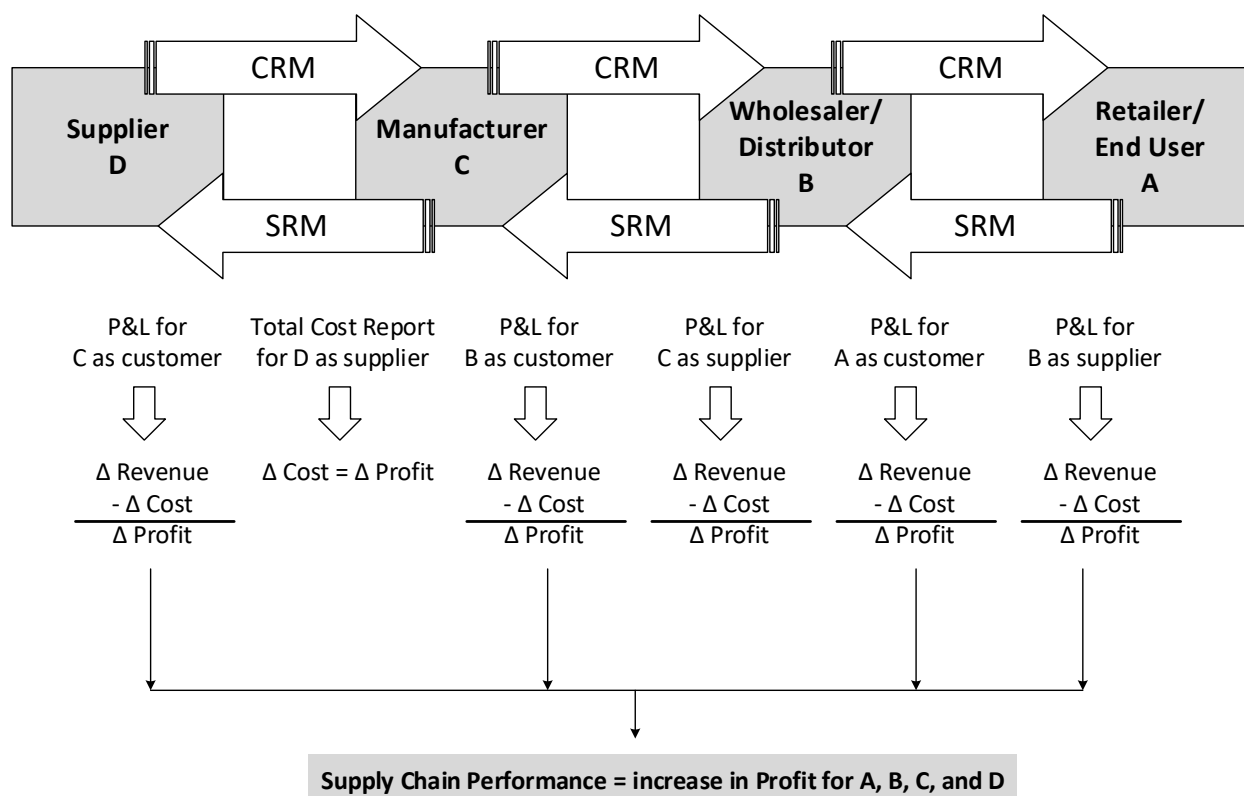 CRM
CRM
CRM
Supplier
D
Manufacturer
C
Wholesaler/
Distributor
B
Retailer/
End User
A
SRM
SRM
SRM
P&L for
C as customer
Total Cost Report
for D as supplier
P&L for
B as customer
P&L for
C as supplier
P&L for
A as customer
P&L for
B as supplier
Δ Revenue
- Δ Cost
Δ Profit
Δ Cost = Δ Profit
Δ Revenue
- Δ Cost
Δ Profit
Δ Revenue
- Δ Cost
Δ Profit
Δ Revenue
- Δ Cost
Δ Profit
Δ Revenue
- Δ Cost
Δ Profit
Supply Chain Performance = increase in Profit for A, B, C, and D